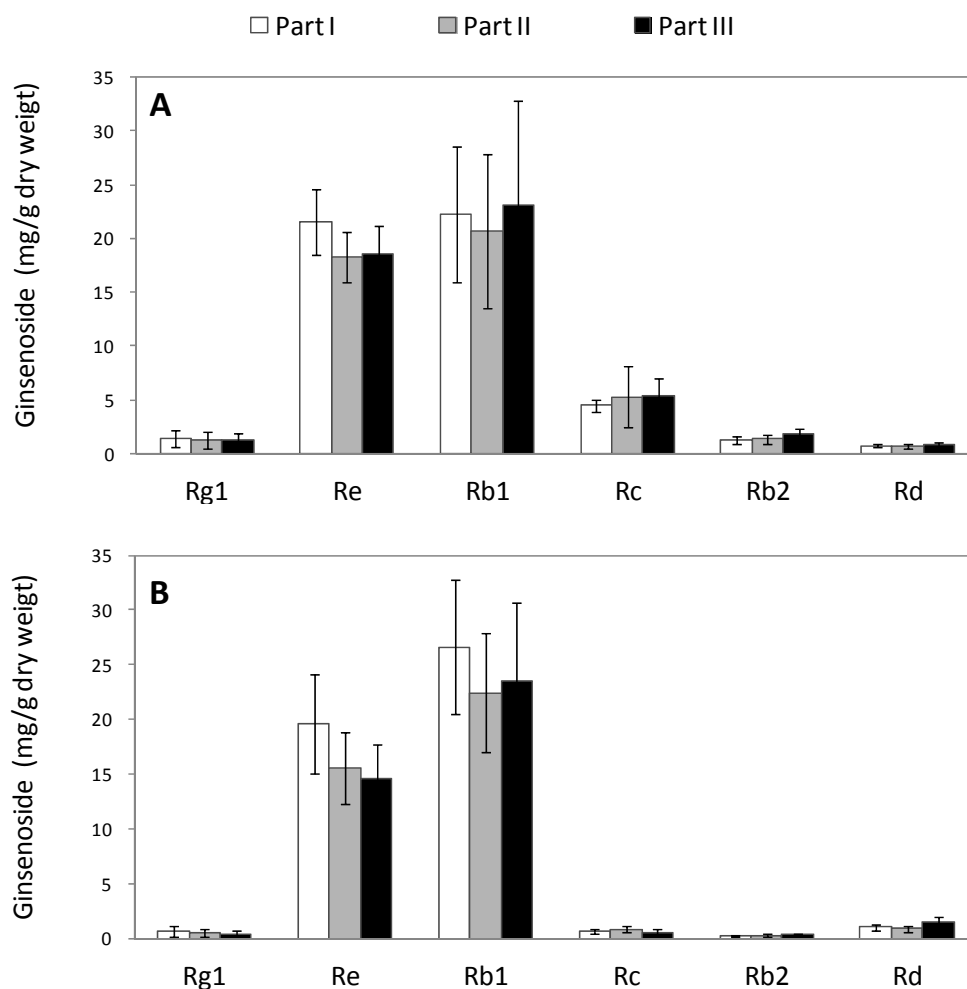 Part I Part II Part III
A
Ginsenoside (mg/g dry weigt)
35
30
25
20
15
10
5
0
Rg1 Re Rb1 Rc Rb2 Rd
B
Ginsenoside (mg/g dry weigt)
35
30
25
20
15
10
5
0
Rg1 Re Rb1 Rc Rb2 Rd